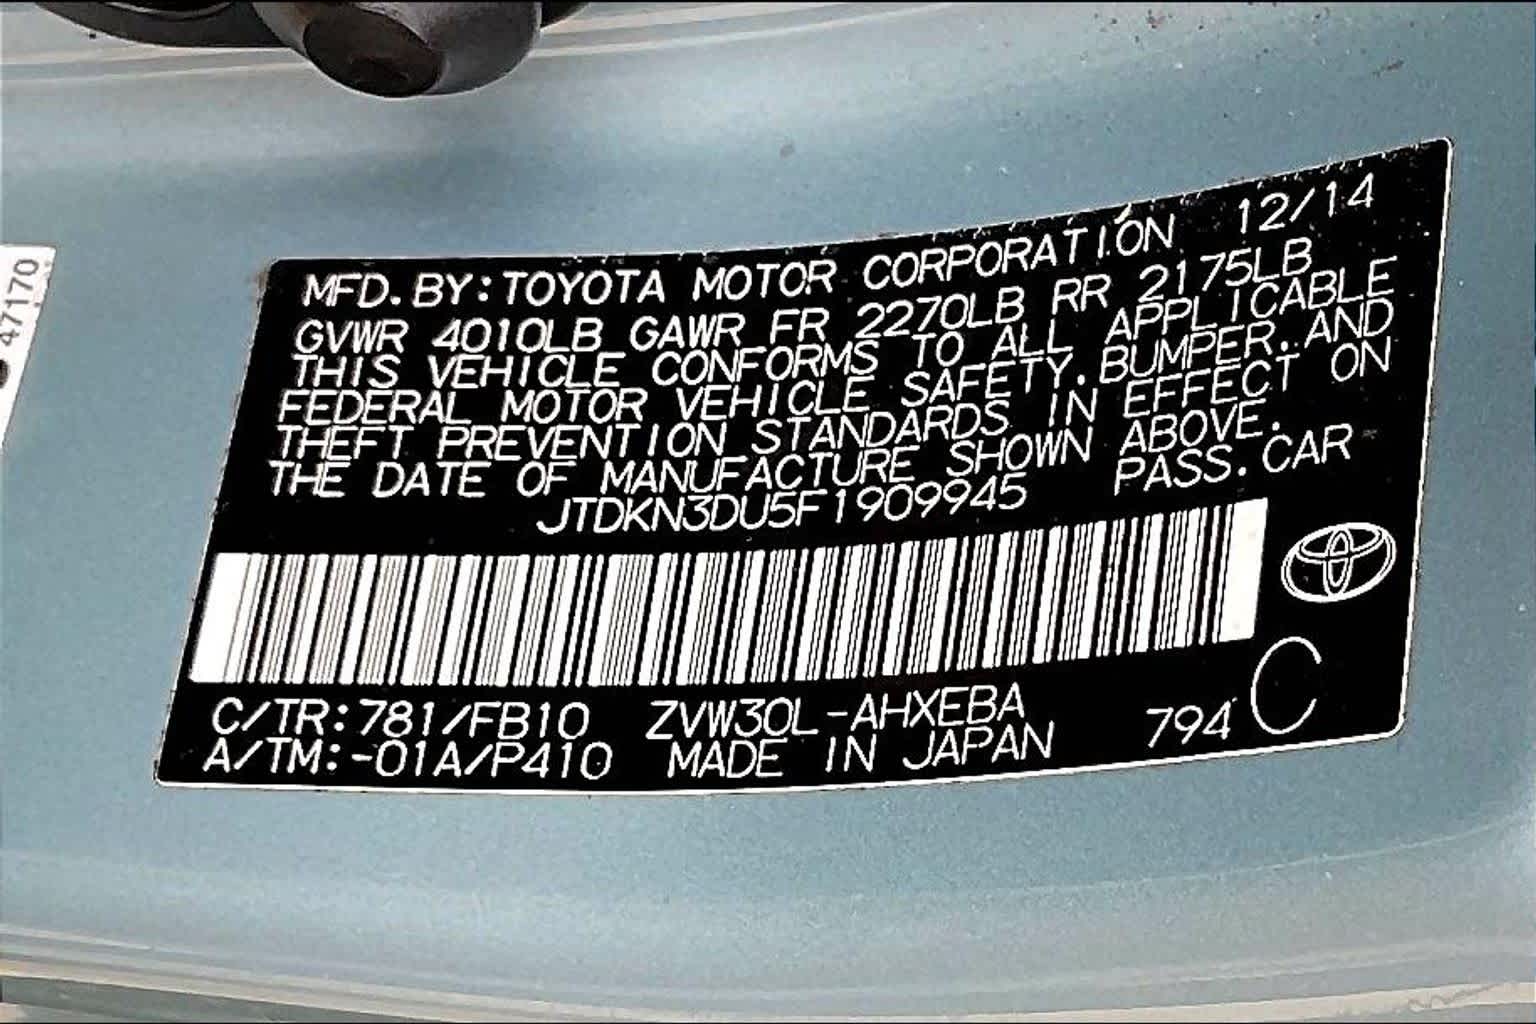 MFD. BY: TOYOTA MOTOR CORPORATION 12/14
GVWR 4010LB GAWR FR 2270LB RR 2175LB
THIS VEHICLE CONFORMS TO ALL APPLICABLE
FEDERAL MOTOR VEHICLE SAFETY. BUMPER. AND
THEFT PREVENTION STANDARDS IN EFFECT ON
THE DATE OF MANUFACTURE SHOWN ABOVE.
JTDKN3DU5F1909945 PASS. CAR
C/TR: 781/FB10 ZVW30L-AHXEBA
A/TM: -01A/P410 MADE IN JAPAN 794 C
47170